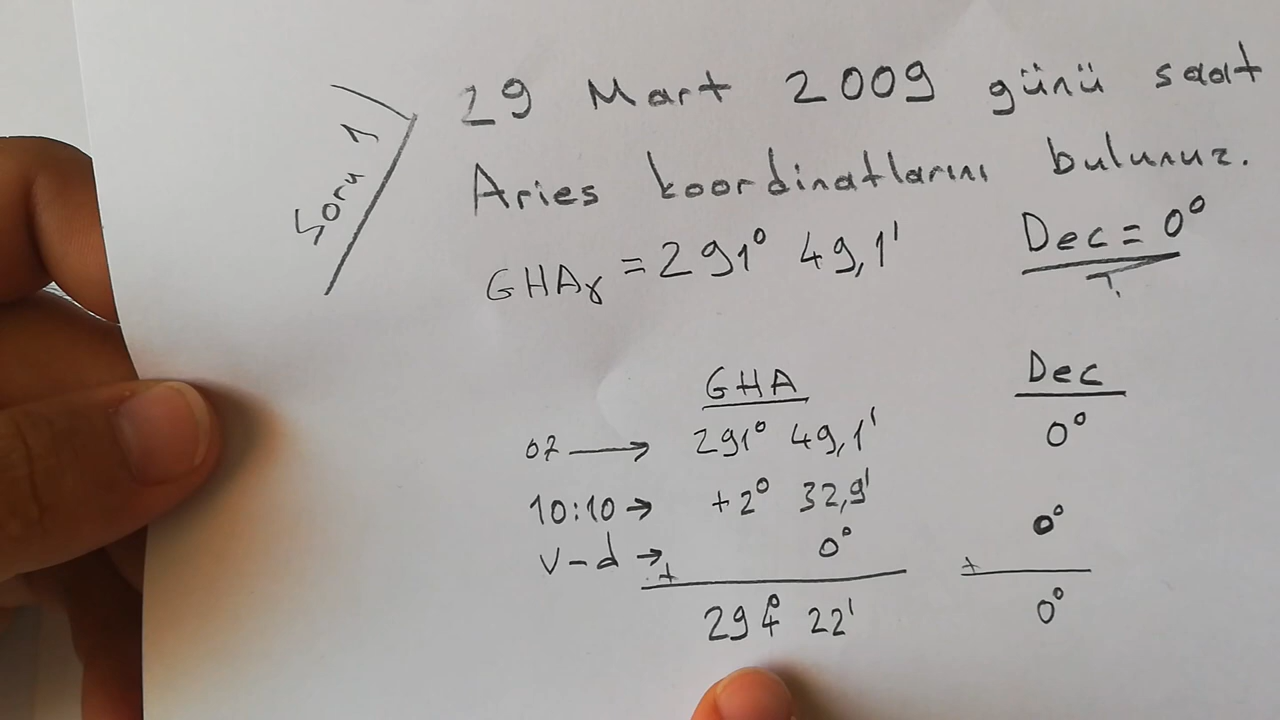 Soru 1
29 Mart 2009 günü saat
Aries koordinatlarını bulunuz.
GHAγ = 291° 49,1' Dec = 0°
T.
GHA Dec
07 → 291° 49,1' 0°
10:10 → +2° 32,9' 0°
v-d → 0°
+ +
294° 22' 0°